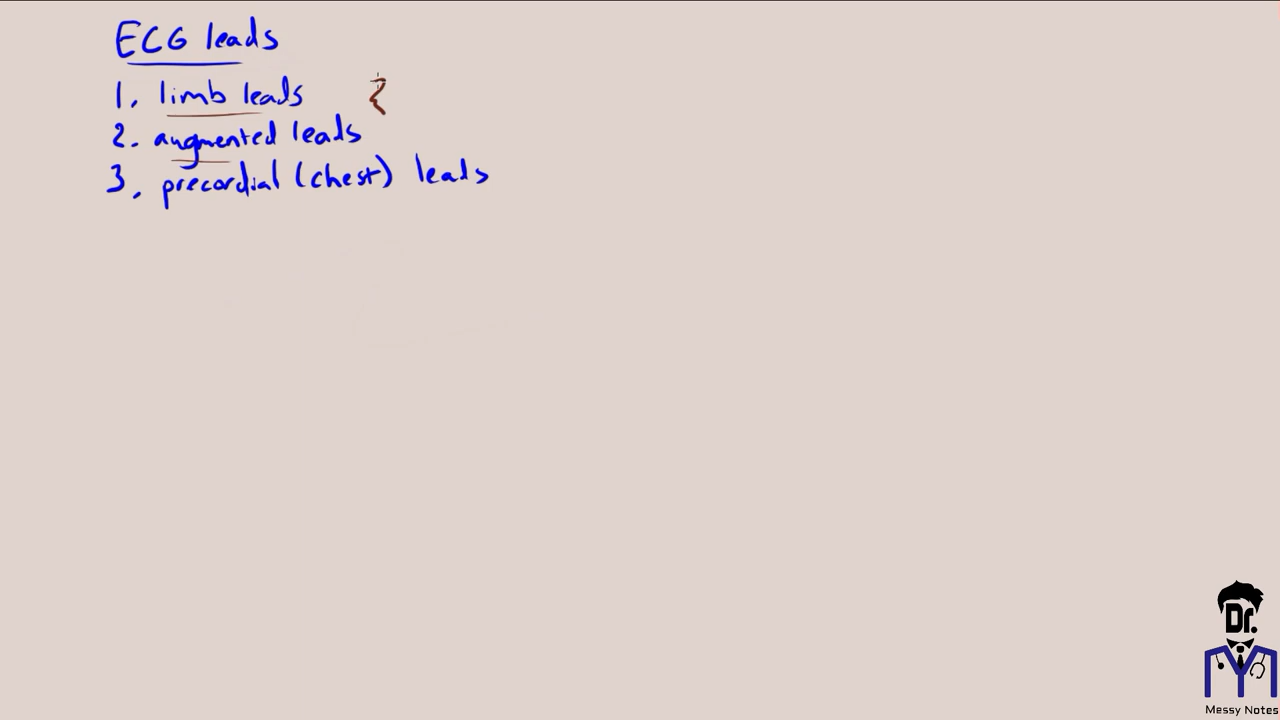 ECG leads
1. limb leads
2. augmented leads
3. precordial (chest) leads
Dr.
Messy Notes